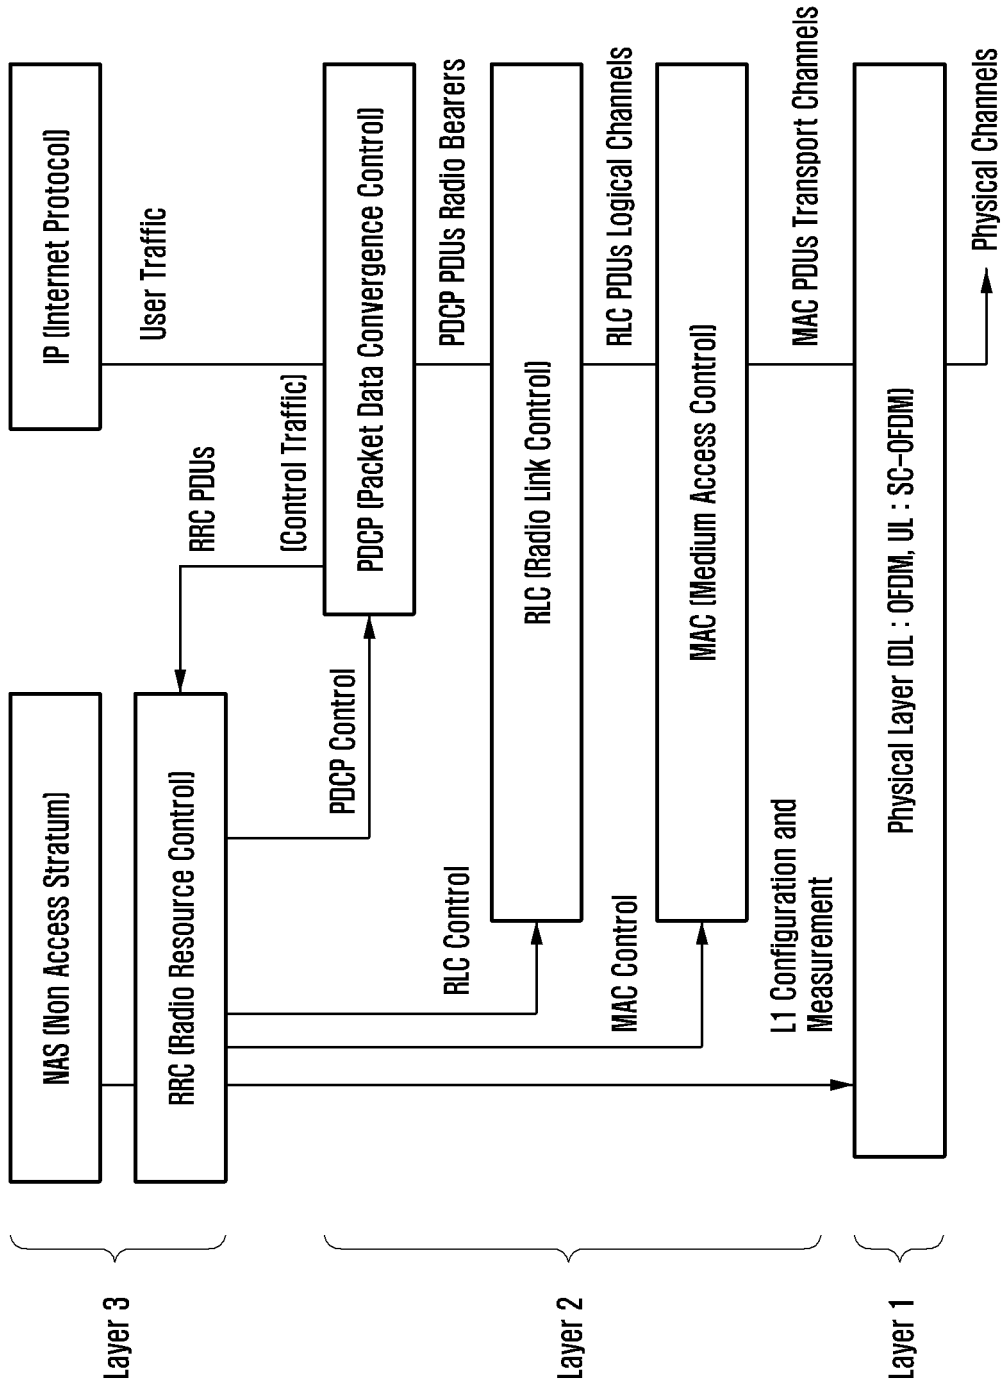 Layer 3
NAS (Non Access Stratum)
IP (Internet Protocol)
RRC (Radio Resource Control)
RRC PDUs
User Traffic
(Control Traffic)
PDCP Control
PDCP (Packet Data Convergence Control)
Layer 2
RLC Control
PDCP PDUs Radio Bearers
RLC (Radio Link Control)
MAC Control
RLC PDUs Logical Channels
MAC (Medium Access Control)
L1 Configuration and
Measurement
MAC PDUs Transport Channels
Layer 1
Physical Layer (DL : OFDM, UL : SC-OFDM)
Physical Channels